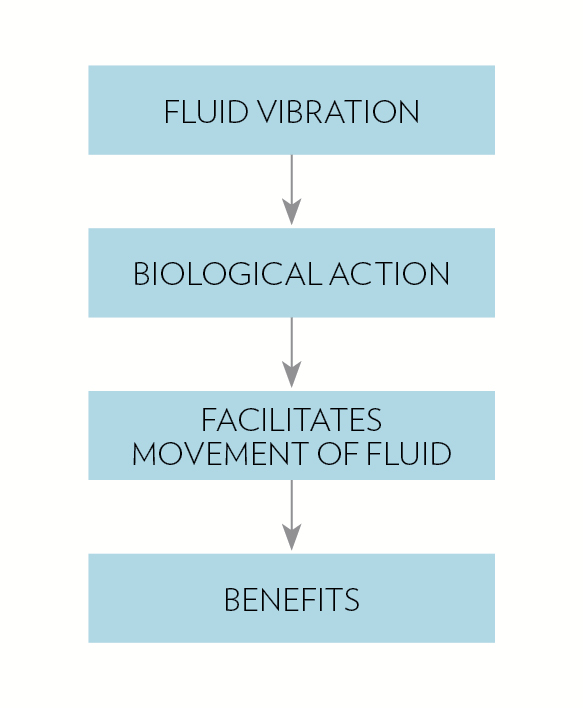 FLUID VIBRATION
BIOLOGICAL ACTION
FACILITATES
MOVEMENT OF FLUID
BENEFITS